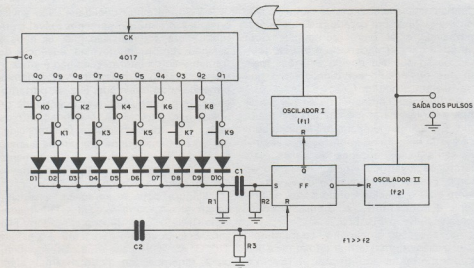 CK
Co
4017
Q0 Q9 Q8 Q7 Q6 Q5 Q4 Q3 Q2 Q1
K0 K2 K4 K6 K8
K1 K3 K5 K7 K9
D1 D2 D3 D4 D5 D6 D7 D8 D9 D10
OSCILADOR I
(f1)
R
SAÍDA DOS PULSOS
C1
R1
R2
S
Q
FF
Q
R
R
OSCILADOR II
(f2)
C2
R3
f1>>f2